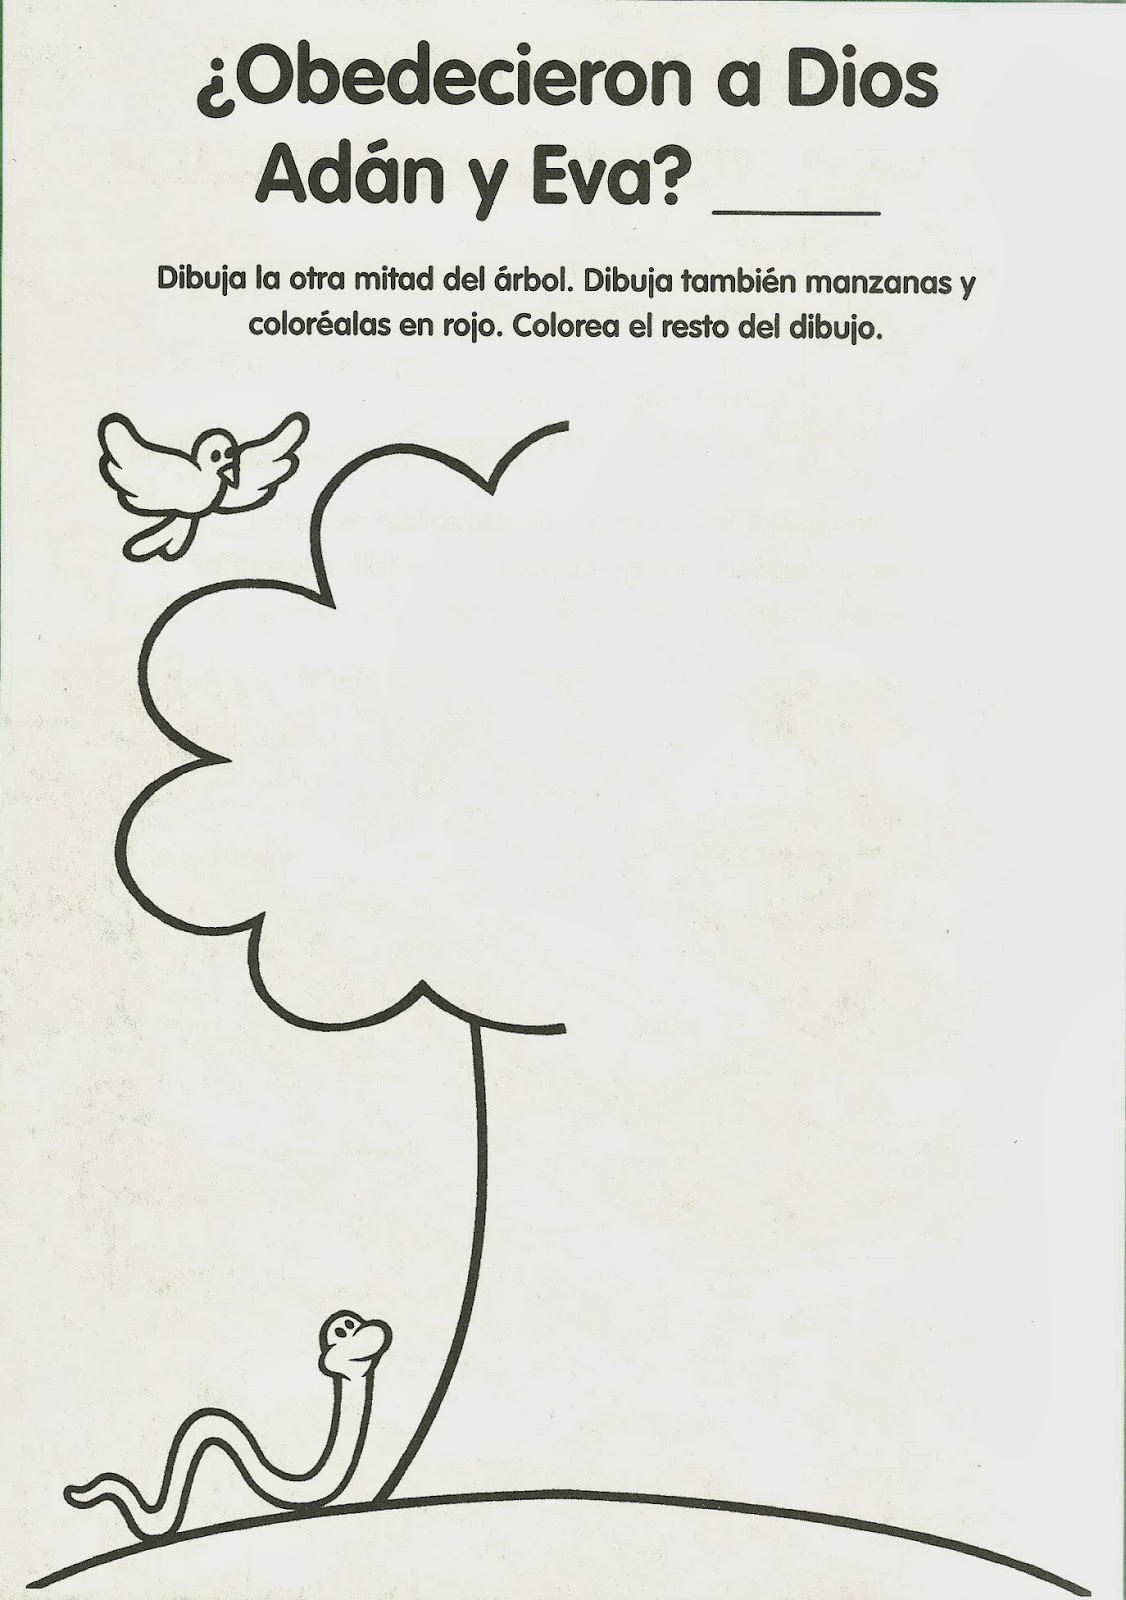 ¿Obedecieron a Dios
Adán y Eva? _____
Dibuja la otra mitad del árbol. Dibuja también manzanas y
coloréalas en rojo. Colorea el resto del dibujo.